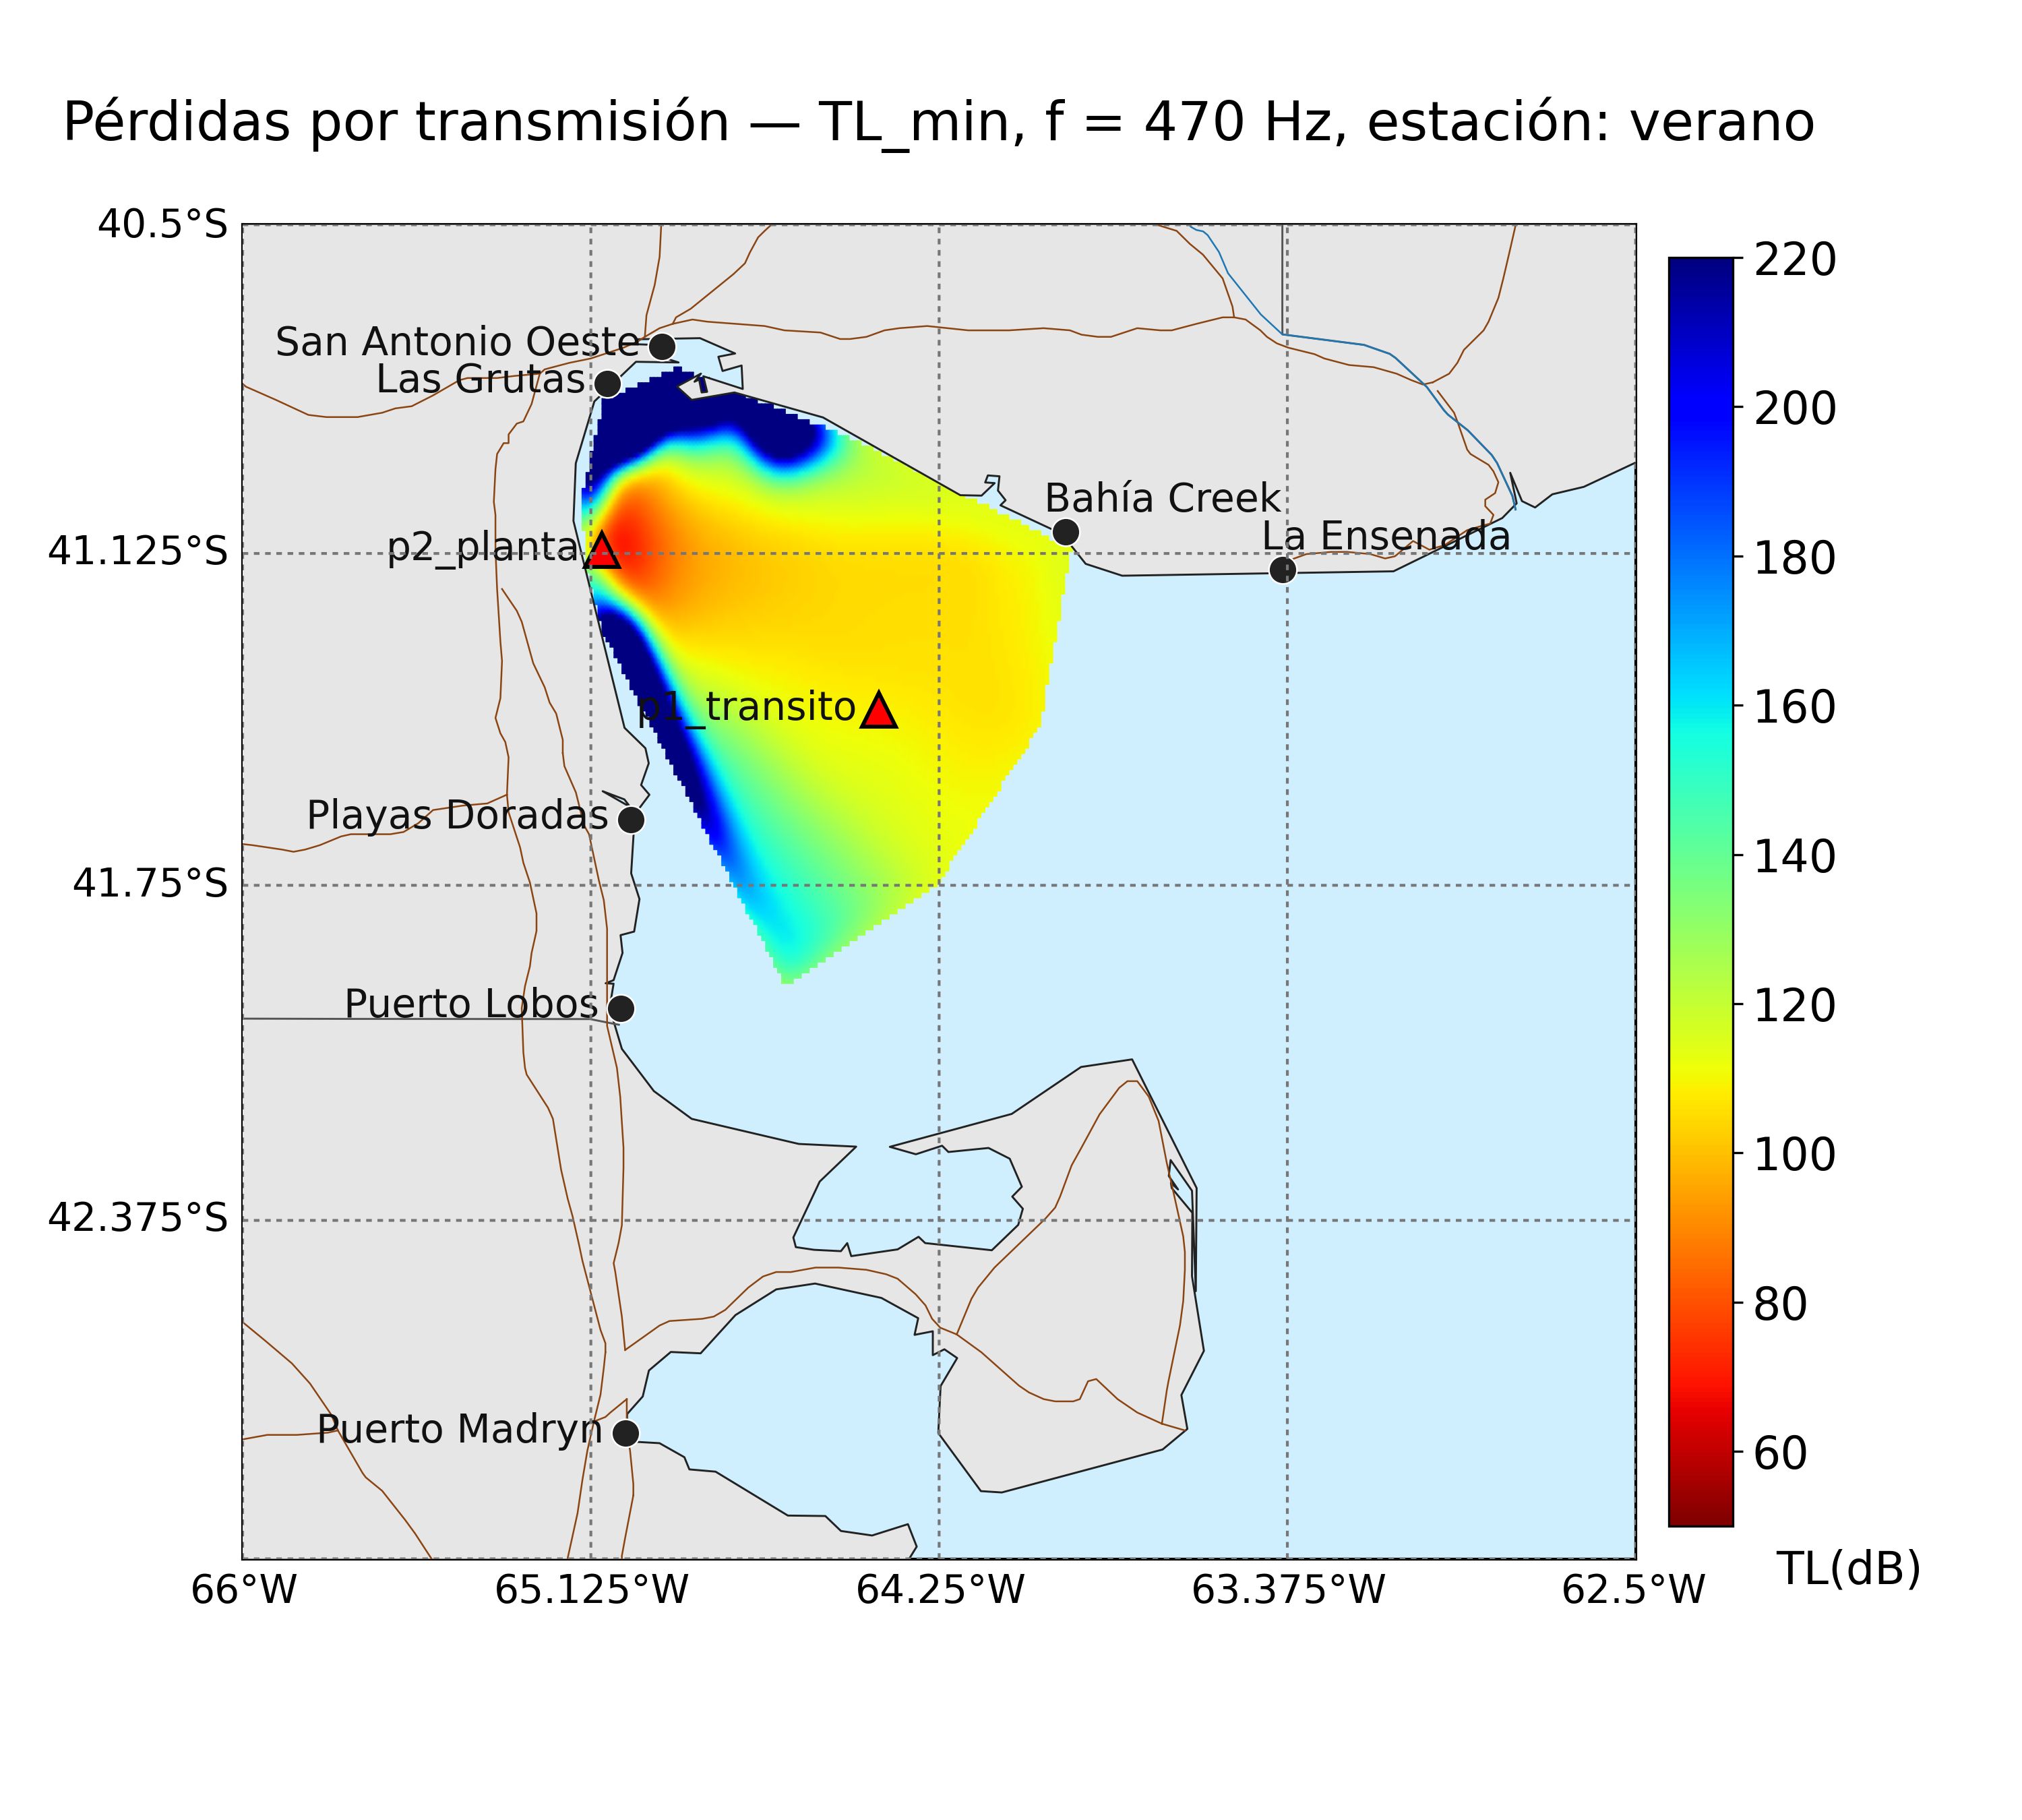 Pérdidas por transmisión — TL_min, f = 470 Hz, estación: verano
40.5°S
220
San Antonio Oeste
Las Grutas
200
Bahía Creek
La Ensenada
p2_planta
41.125°S
180
p1_transito
160
Playas Doradas
140
41.75°S
Puerto Lobos
120
100
42.375°S
80
Puerto Madryn
60
TL(dB)
66°W
65.125°W
64.25°W
63.375°W
62.5°W